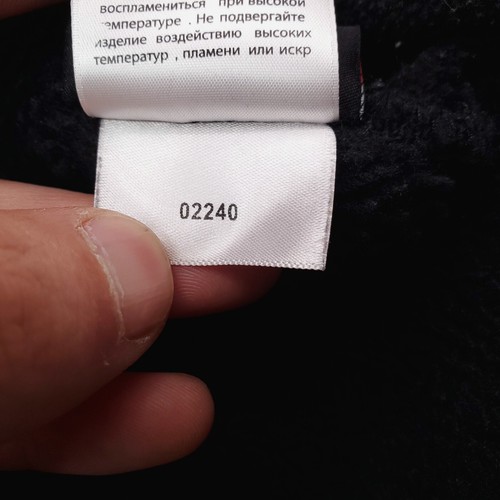 воспламениться при высокой
температуре . Не подвергайте
изделие воздействию высоких
температур , пламени или искр
02240